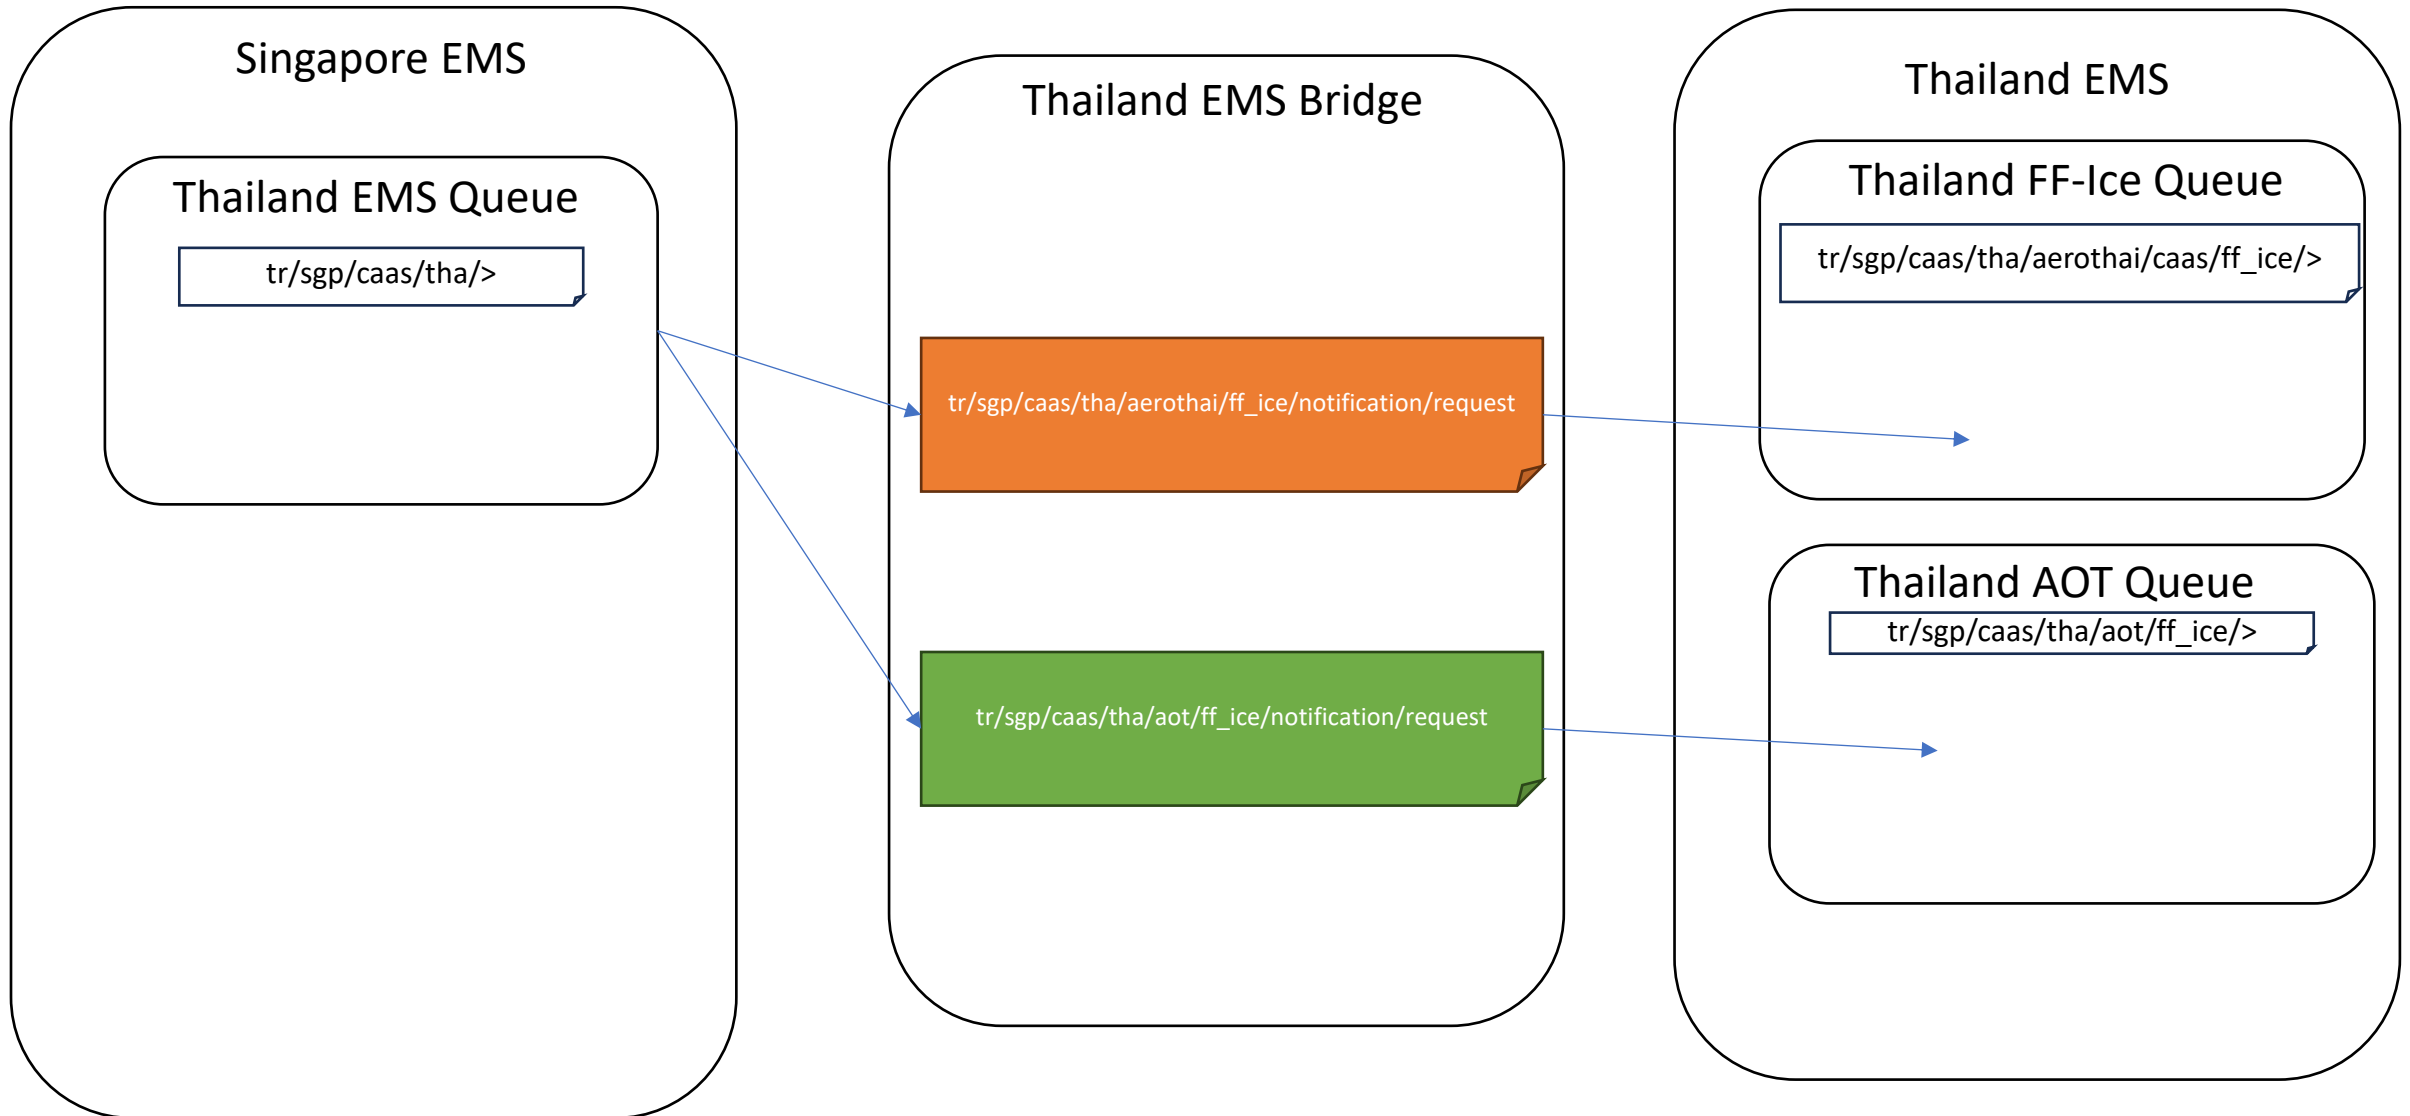 Singapore EMS
Thailand EMS Queue
tr/sgp/caas/tha/>
Thailand EMS Bridge
tr/sgp/caas/tha/aerothai/ff_ice/notification/request
tr/sgp/caas/tha/aot/ff_ice/notification/request
Thailand EMS
Thailand FF-Ice Queue
tr/sgp/caas/tha/aerothai/caas/ff_ice/>
Thailand AOT Queue
tr/sgp/caas/tha/aot/ff_ice/>